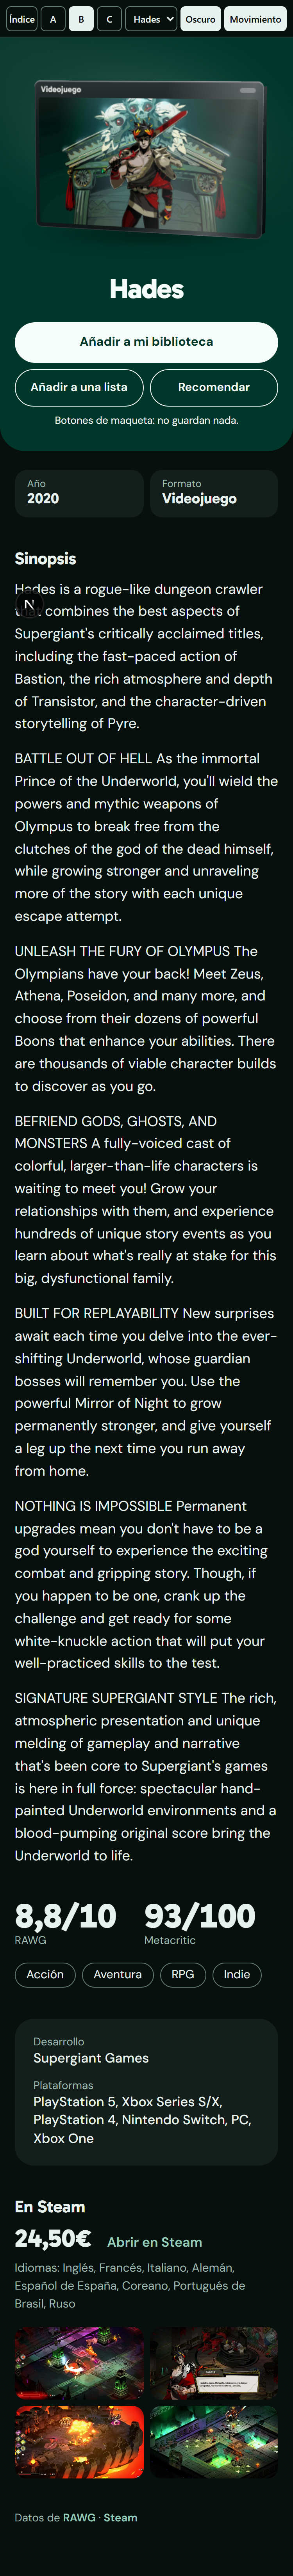 Índice A B C Hades Oscuro Movimiento
Videojuego
Hades
Añadir a mi biblioteca
Añadir a una lista Recomendar
Botones de maqueta: no guardan nada.
Año Formato
2020 Videojuego
Sinopsis
Hades is a rogue-like dungeon crawler
N combines the best aspects of
Supergiant's critically acclaimed titles,
including the fast-paced action of
Bastion, the rich atmosphere and depth
of Transistor, and the character-driven
storytelling of Pyre.
BATTLE OUT OF HELL As the immortal
Prince of the Underworld, you'll wield the
powers and mythic weapons of
Olympus to break free from the
clutches of the god of the dead himself,
while growing stronger and unraveling
more of the story with each unique
escape attempt.
UNLEASH THE FURY OF OLYMPUS The
Olympians have your back! Meet Zeus,
Athena, Poseidon, and many more, and
choose from their dozens of powerful
Boons that enhance your abilities. There
are thousands of viable character builds
to discover as you go.
BEFRIEND GODS, GHOSTS, AND
MONSTERS A fully-voiced cast of
colorful, larger-than-life characters is
waiting to meet you! Grow your
relationships with them, and experience
hundreds of unique story events as you
learn about what's really at stake for this
big, dysfunctional family.
BUILT FOR REPLAYABILITY New surprises
await each time you delve into the ever-
shifting Underworld, whose guardian
bosses will remember you. Use the
powerful Mirror of Night to grow
permanently stronger, and give yourself
a leg up the next time you run away
from home.
NOTHING IS IMPOSSIBLE Permanent
upgrades mean you don't have to be a
god yourself to experience the exciting
combat and gripping story. Though, if
you happen to be one, crank up the
challenge and get ready for some
white-knuckle action that will put your
well-practiced skills to the test.
SIGNATURE SUPERGIANT STYLE The rich,
atmospheric presentation and unique
melding of gameplay and narrative
that's been core to Supergiant's games
is here in full force: spectacular hand-
painted Underworld environments and a
blood-pumping original score bring the
Underworld to life.
8,8/10 93/100
RAWG Metacritic
Acción Aventura RPG Indie
Desarrollo
Supergiant Games
Plataformas
PlayStation 5, Xbox Series S/X,
PlayStation 4, Nintendo Switch, PC,
Xbox One
En Steam
24,50€ Abrir en Steam
Idiomas: Inglés, Francés, Italiano, Alemán,
Español de España, Coreano, Portugués de
Brasil, Ruso
Datos de RAWG · Steam